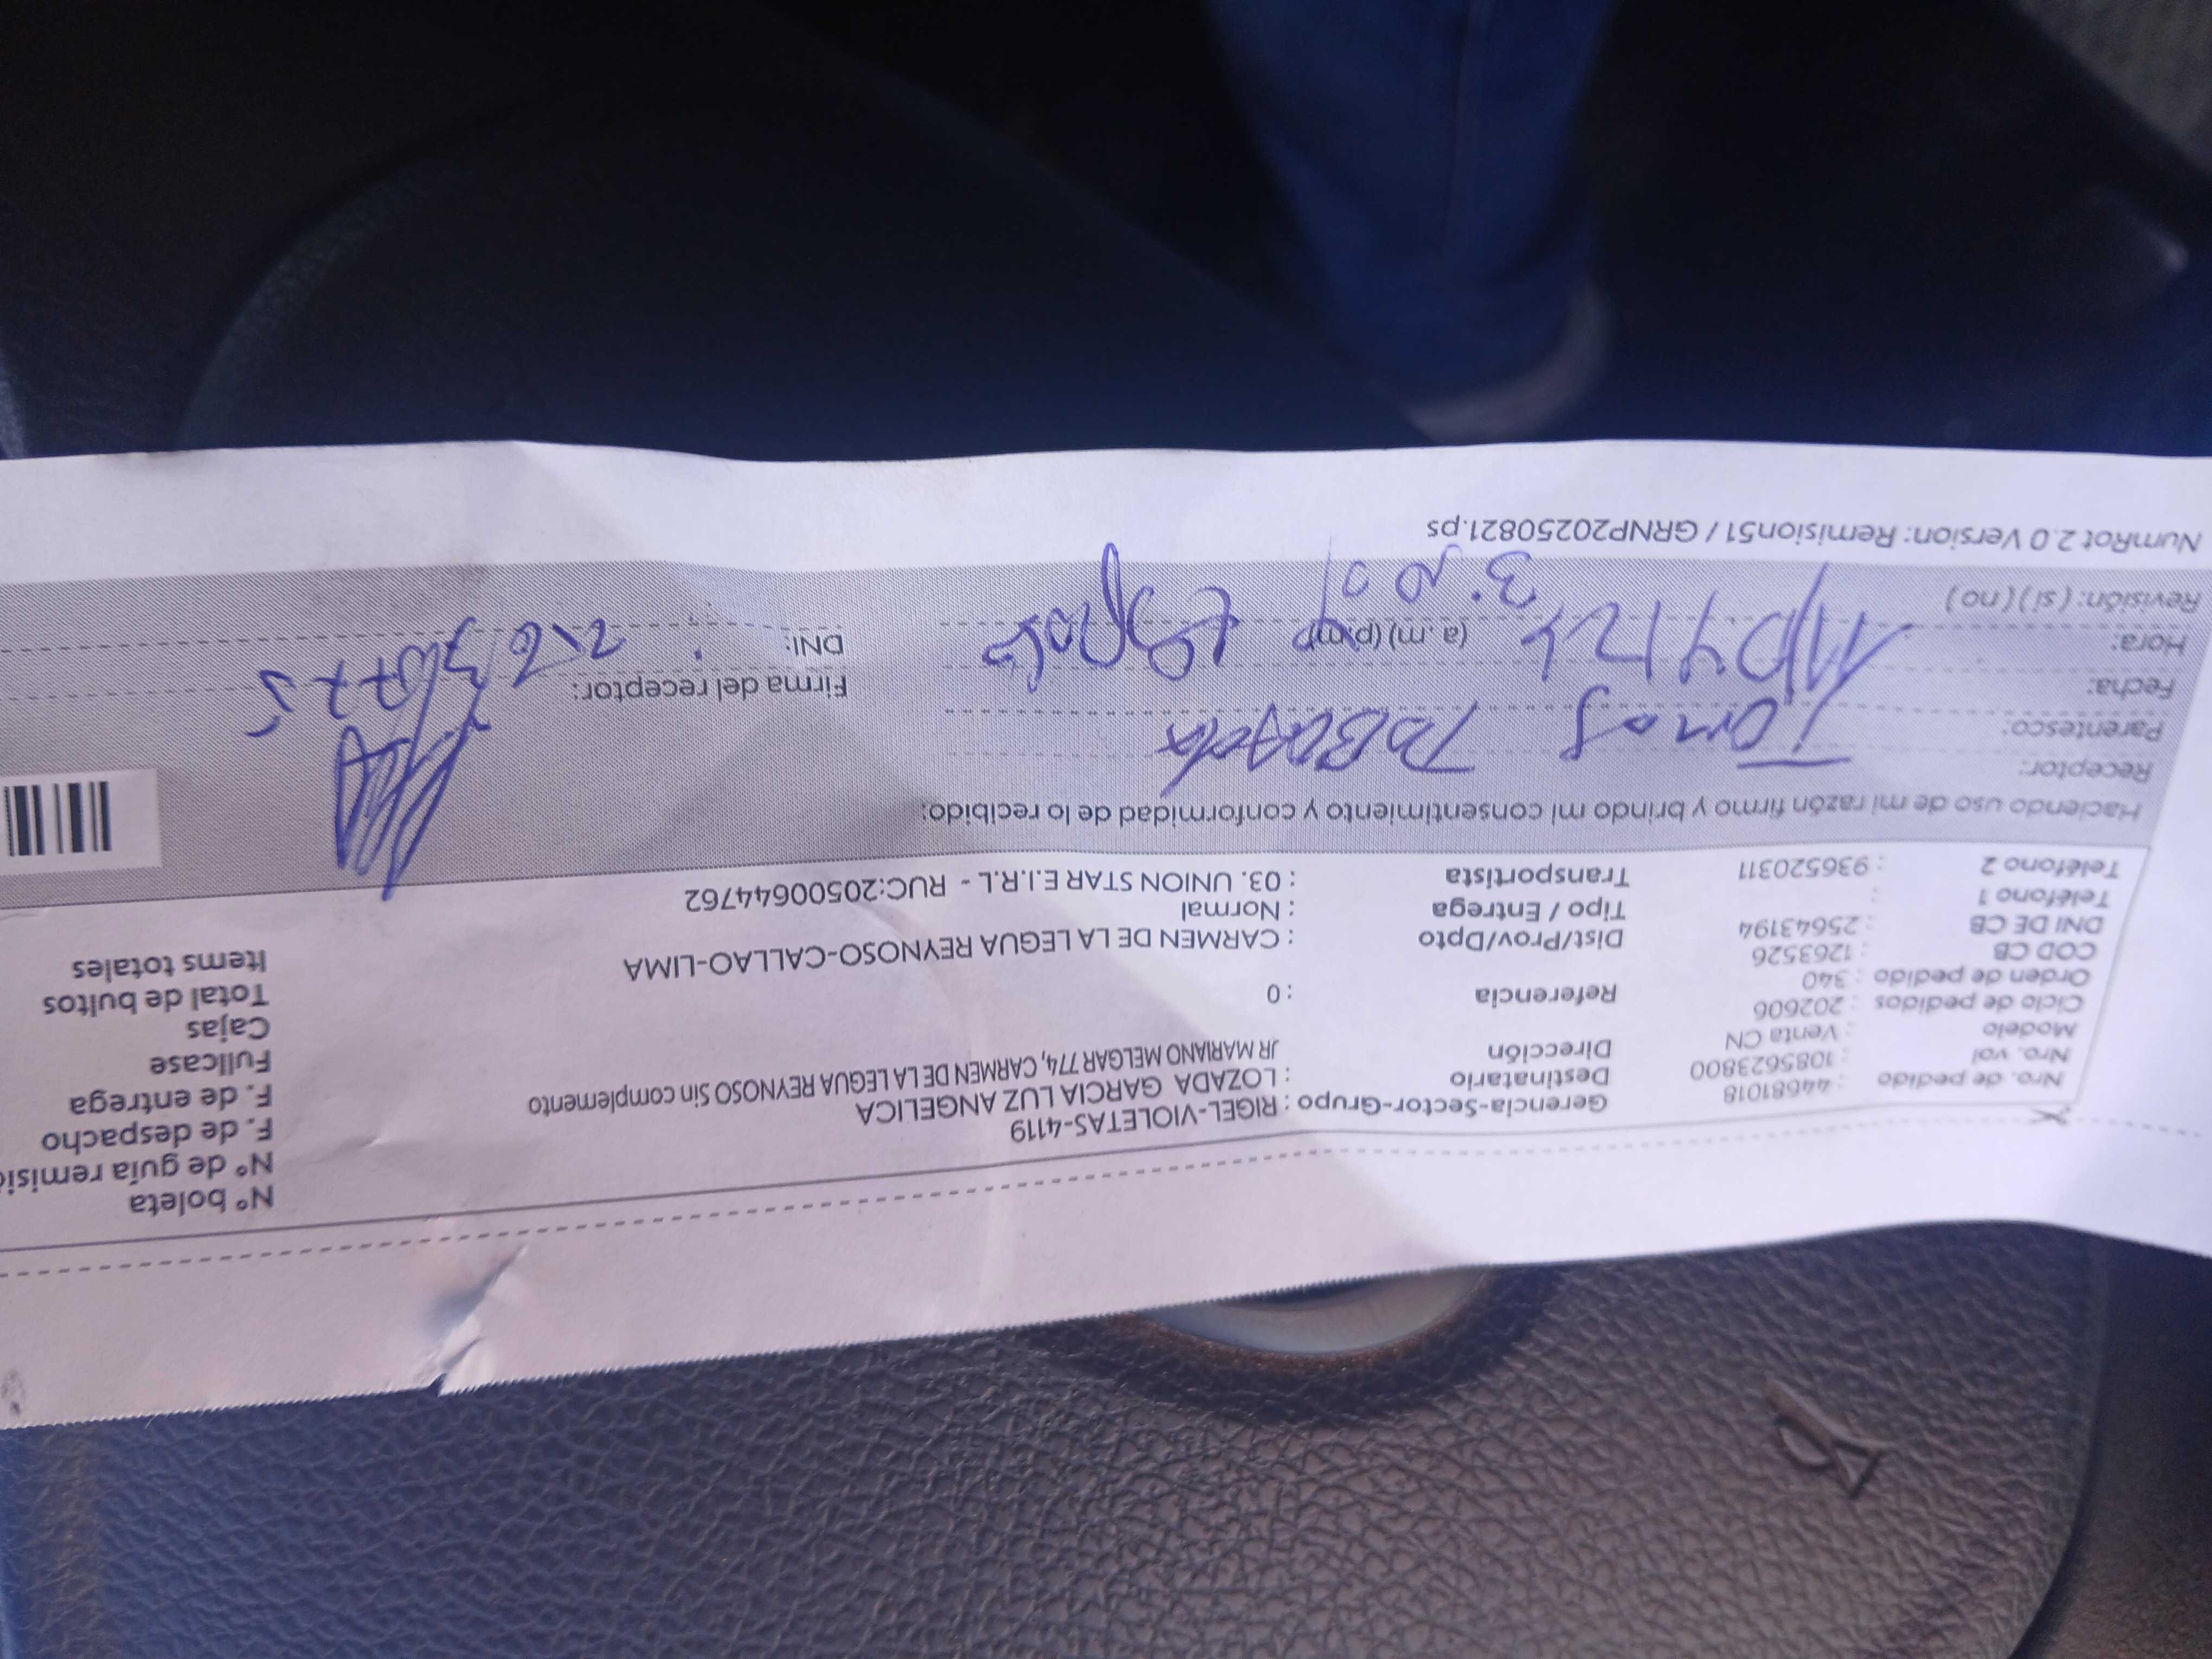 Nro. de pedido : 44681018
Nro. vol : 1085623800
Modelo : Venta CN
Ciclo de pedidos : 202606
Orden de pedido : 340
COD CB : 1263526
DNI DE CB : 25643194
Teléfono 1 :
Teléfono 2 : 936520311
Gerencia-Sector-Grupo : RIGEL-VIOLETAS-4119
Destinatario : LOZADA GARCIA LUZ ANGELICA
Dirección JR MARIANO MELGAR 774, CARMEN DE LA LEGUA REYNOSO Sin complemento
Referencia : 0
Dist/Prov/Dpto : CARMEN DE LA LEGUA REYNOSO-CALLAO-LIMA
Tipo / Entrega : Normal
Transportista : 03. UNION STAR E.I.R.L - RUC:20500644762
N° boleta
N° de guía remisi
F. de despacho
F. de entrega
Fullcase
Cajas
Total de bultos
Items totales
Haciendo uso de mi razón firmo y brindo mi consentimiento y conformidad de lo recibido:
Receptor:
Parentesco: Tomas
Fecha:
Hora: (a.m) (p.m)
Revisión: (si) (no)
Firma del receptor:
DNI:
NumRot 2.0 Version: Remision51 / GRNP20250821.ps